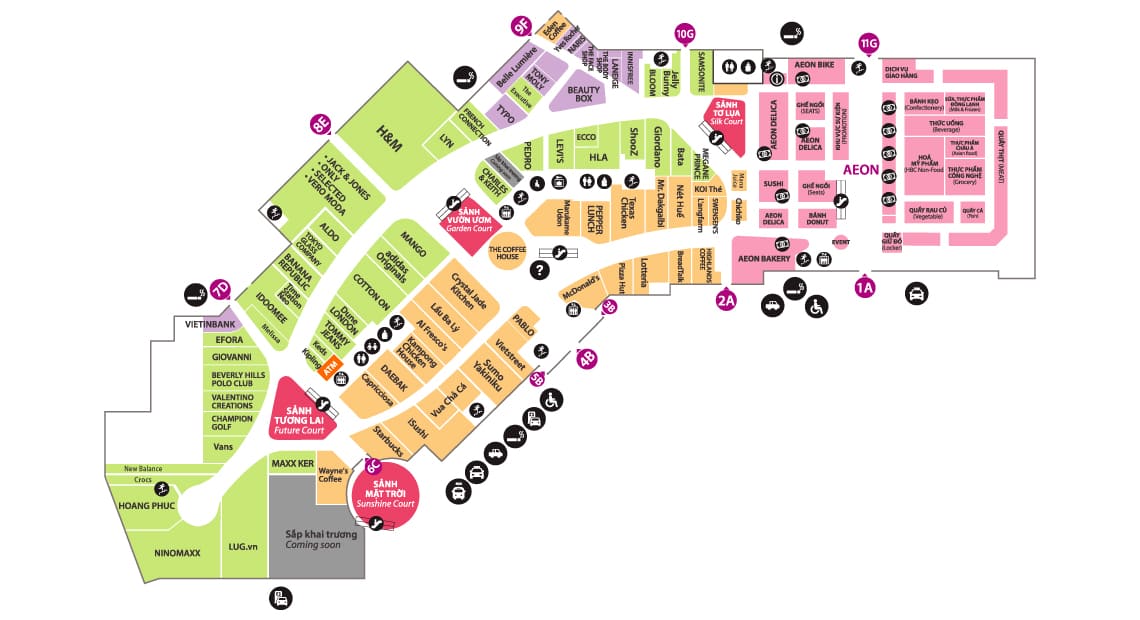 9F
Eden
Coffee
Yves Rocher
NARIS
THE FACE
SHOP
THE BODY
SHOP
LANEIGE
INNISFREE
Belle Lumière
TONY
MOLY
The
Executive
TYPO
BEAUTY
BOX
FRENCH
CONNECTION
LYN
H&M
8E
10G
BLOOM
Jelly
Bunny
SAMSONITE
SẢNH
TƠ LỤA
Silk Court
11G
AEON BIKE
DỊCH VỤ
GIAO HÀNG
AEON DELICA
GHẾ NGỒI
(SEATS)
AEON
DELICA
KHU VỰC SỰ KIỆN
(PROMOTION)
BÁNH KẸO
(Confectionery)
SỮA, THỰC PHẨM
ĐÔNG LẠNH
(Milk & Frozen)
THỨC UỐNG
(Beverage)
HOÁ
MỸ PHẨM
(HBC Non-Food)
THỰC PHẨM
CHÂU Á
(Asian food)
THỰC PHẨM
CÔNG NGHỆ
(Grocery)
QUẦY THỊT (MEAT)
QUẦY RAU CỦ
(Vegetable)
QUẦY CÁ
AEON
SUSHI
GHẾ NGỒI
(Seats)
AEON
DELICA
BÁNH
DONUT
QUẦY
GIỮ ĐỒ
(Locker)
EVENT
AEON BAKERY
1A
2A
PEDRO
LEVI'S
ECCO
HLA
ShooZ
Giordano
Bata
MEGANE
PRINCE
CHARLES
& KEITH
• JACK & JONES
• ONLY
• SELECTED
• VERO MODA
ALDO
TOKYO
GLASS
COMPANY
BANANA
REPUBLIC
Time
Station
Neo
IDOOMEE
Melissa
7D
VIETINBANK
SẢNH
VƯỜN ƯƠM
Garden Court
THE COFFEE
HOUSE
?
Marukame
Udon
PEPPER
LUNCH
Texas
Chicken
Mr. Dakgalbi
Nét Huế
KOI Thé
L'angfarm
SWENSEN'S
Chichico
McDonald's
Pizza Hut
Lotteria
BreadTalk
HIGHLANDS
COFFEE
3B
4B
5B
MANGO
adidas
Originals
COTTON ON
Dune
LONDON
TOMMY
JEANS
Keds
Kipling
ATM
Crystal Jade
Kitchen
Lẩu Ba Lý
Al Fresco's
Kampong
Chicken
House
DAEBAK
Capricciosa
PABLO
Vietstreet
Sumo
Yakiniku
Vua Chả Cá
iSushi
Starbucks
EFORA
GIOVANNI
BEVERLY HILLS
POLO CLUB
VALENTINO
CREATIONS
CHAMPION
GOLF
Vans
SẢNH
TƯƠNG LAI
Future Court
New Balance
Crocs
HOANG PHUC
NINOMAXX
LUG.vn
MAXX KER
Wayne's
Coffee
6C
SẢNH
MẶT TRỜI
Sunshine Court
Sắp khai trương
Coming soon